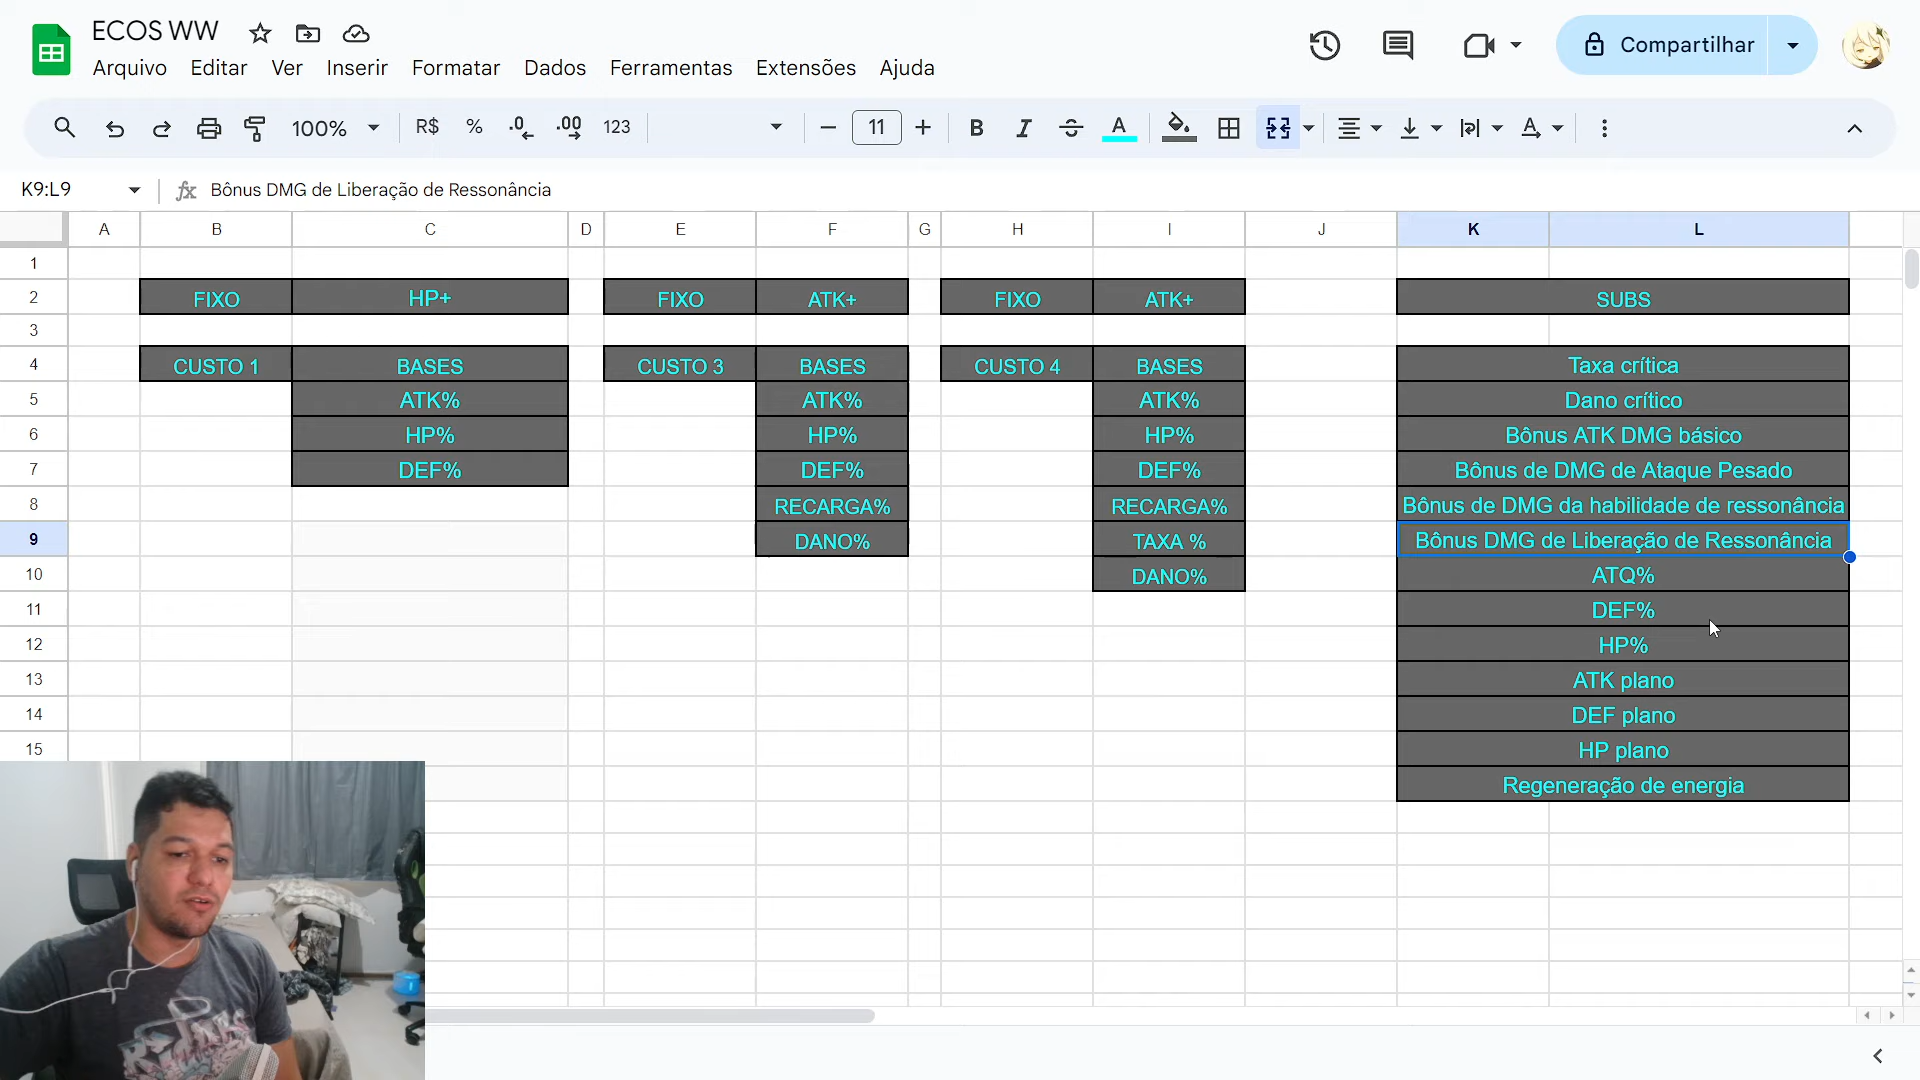 ECOS WW
Arquivo Editar Ver Inserir Formatar Dados Ferramentas Extensões Ajuda
Compartilhar
100% R$ % .0 .00 123 11 B I S A A
K9:L9 fx Bônus DMG de Liberação de Ressonância
A B C D E F G H I J K L
1
2 FIXO HP+ FIXO ATK+ FIXO ATK+ SUBS
3
4 CUSTO 1 BASES CUSTO 3 BASES CUSTO 4 BASES Taxa crítica
5 ATK% ATK% ATK% Dano crítico
6 HP% HP% HP% Bônus ATK DMG básico
7 DEF% DEF% DEF% Bônus de DMG de Ataque Pesado
8 RECARGA% RECARGA% Bônus de DMG da habilidade de ressonância
9 DANO% TAXA % Bônus DMG de Liberação de Ressonância
10 DANO% ATQ%
11 DEF%
12 HP%
13 ATK plano
14 DEF plano
15 HP plano
Regeneração de energia